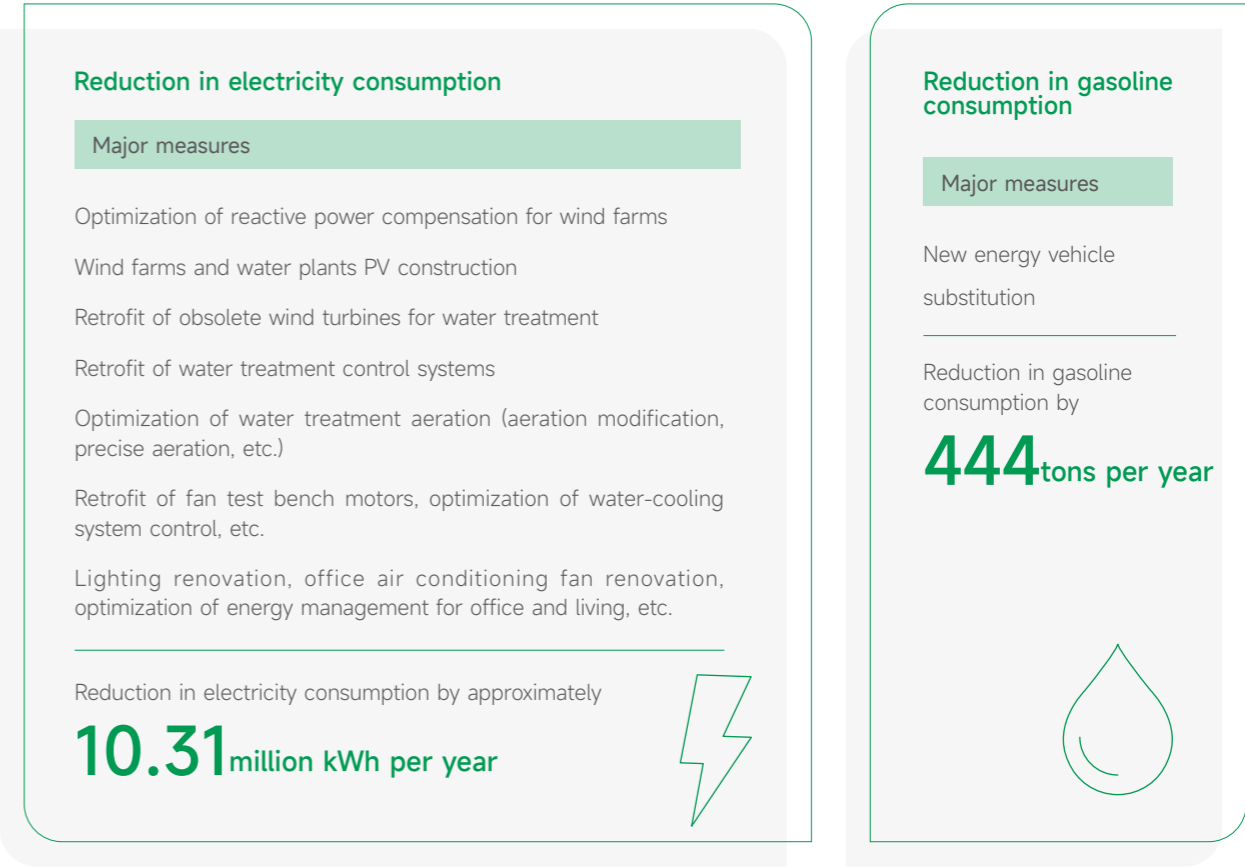 Reduction in electricity consumption
Major measures
Optimization of reactive power compensation for wind farms
Wind farms and water plants PV construction
Retrofit of obsolete wind turbines for water treatment
Retrofit of water treatment control systems
Optimization of water treatment aeration (aeration modification,
precise aeration, etc.)
Retrofit of fan test bench motors, optimization of water-cooling
system control, etc.
Lighting renovation, office air conditioning fan renovation,
optimization of energy management for office and living, etc.
Reduction in electricity consumption by approximately
10.31 million kWh per year
Reduction in gasoline
consumption
Major measures
New energy vehicle
substitution
Reduction in gasoline
consumption by
444 tons per year